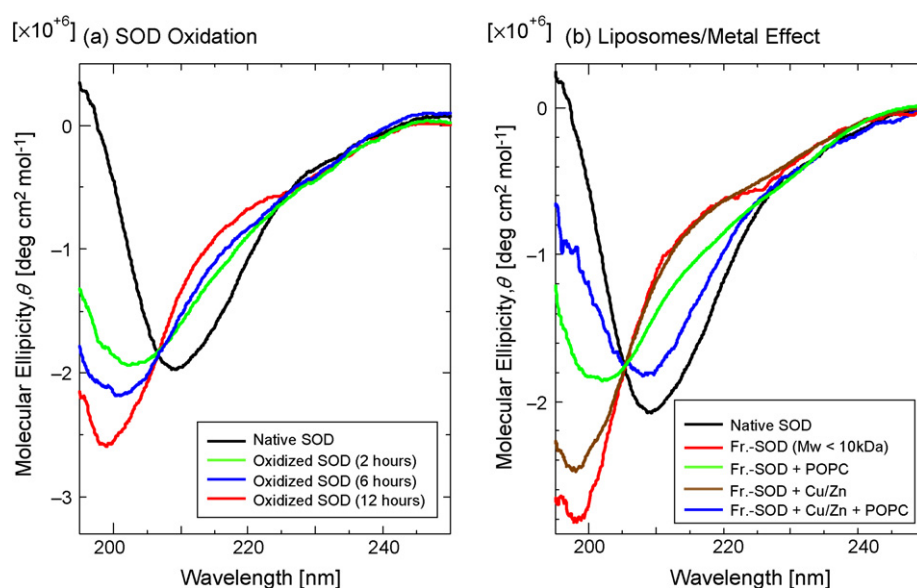 [×10+6] (a) SOD Oxidation
Molecular Ellipicity,θ [deg cm2 mol-1]
0
−1
−2
−3
Native SOD
Oxidized SOD (2 hours)
Oxidized SOD (6 hours)
Oxidized SOD (12 hours)
200 220 240
Wavelength [nm]
[×10+6] (b) Liposomes/Metal Effect
Molecular Ellipicity,θ [deg cm2 mol-1]
0
−1
−2
Native SOD
Fr.-SOD (Mw < 10kDa)
Fr.-SOD + POPC
Fr.-SOD + Cu/Zn
Fr.-SOD + Cu/Zn + POPC
200 220 240
Wavelength [nm]